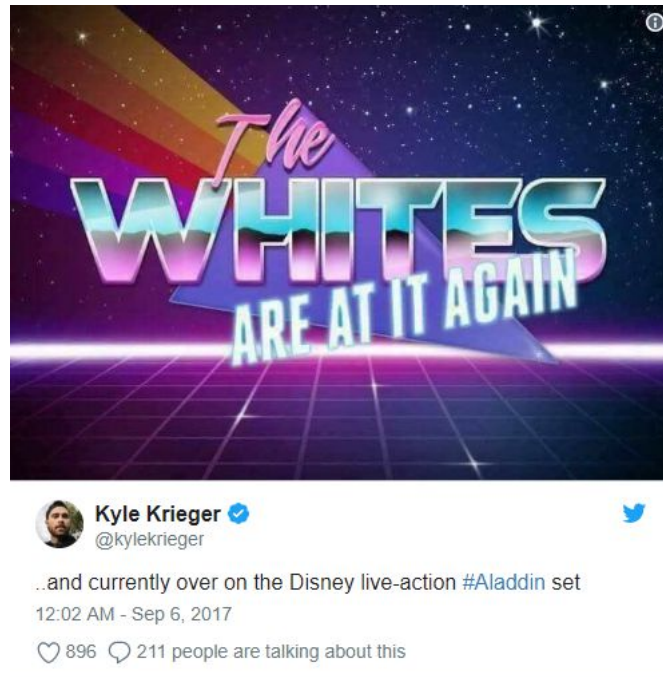 The
WHITES
ARE AT IT AGAIN
Kyle Krieger
@kylekrieger
..and currently over on the Disney live-action #Aladdin set
12:02 AM - Sep 6, 2017
896 211 people are talking about this